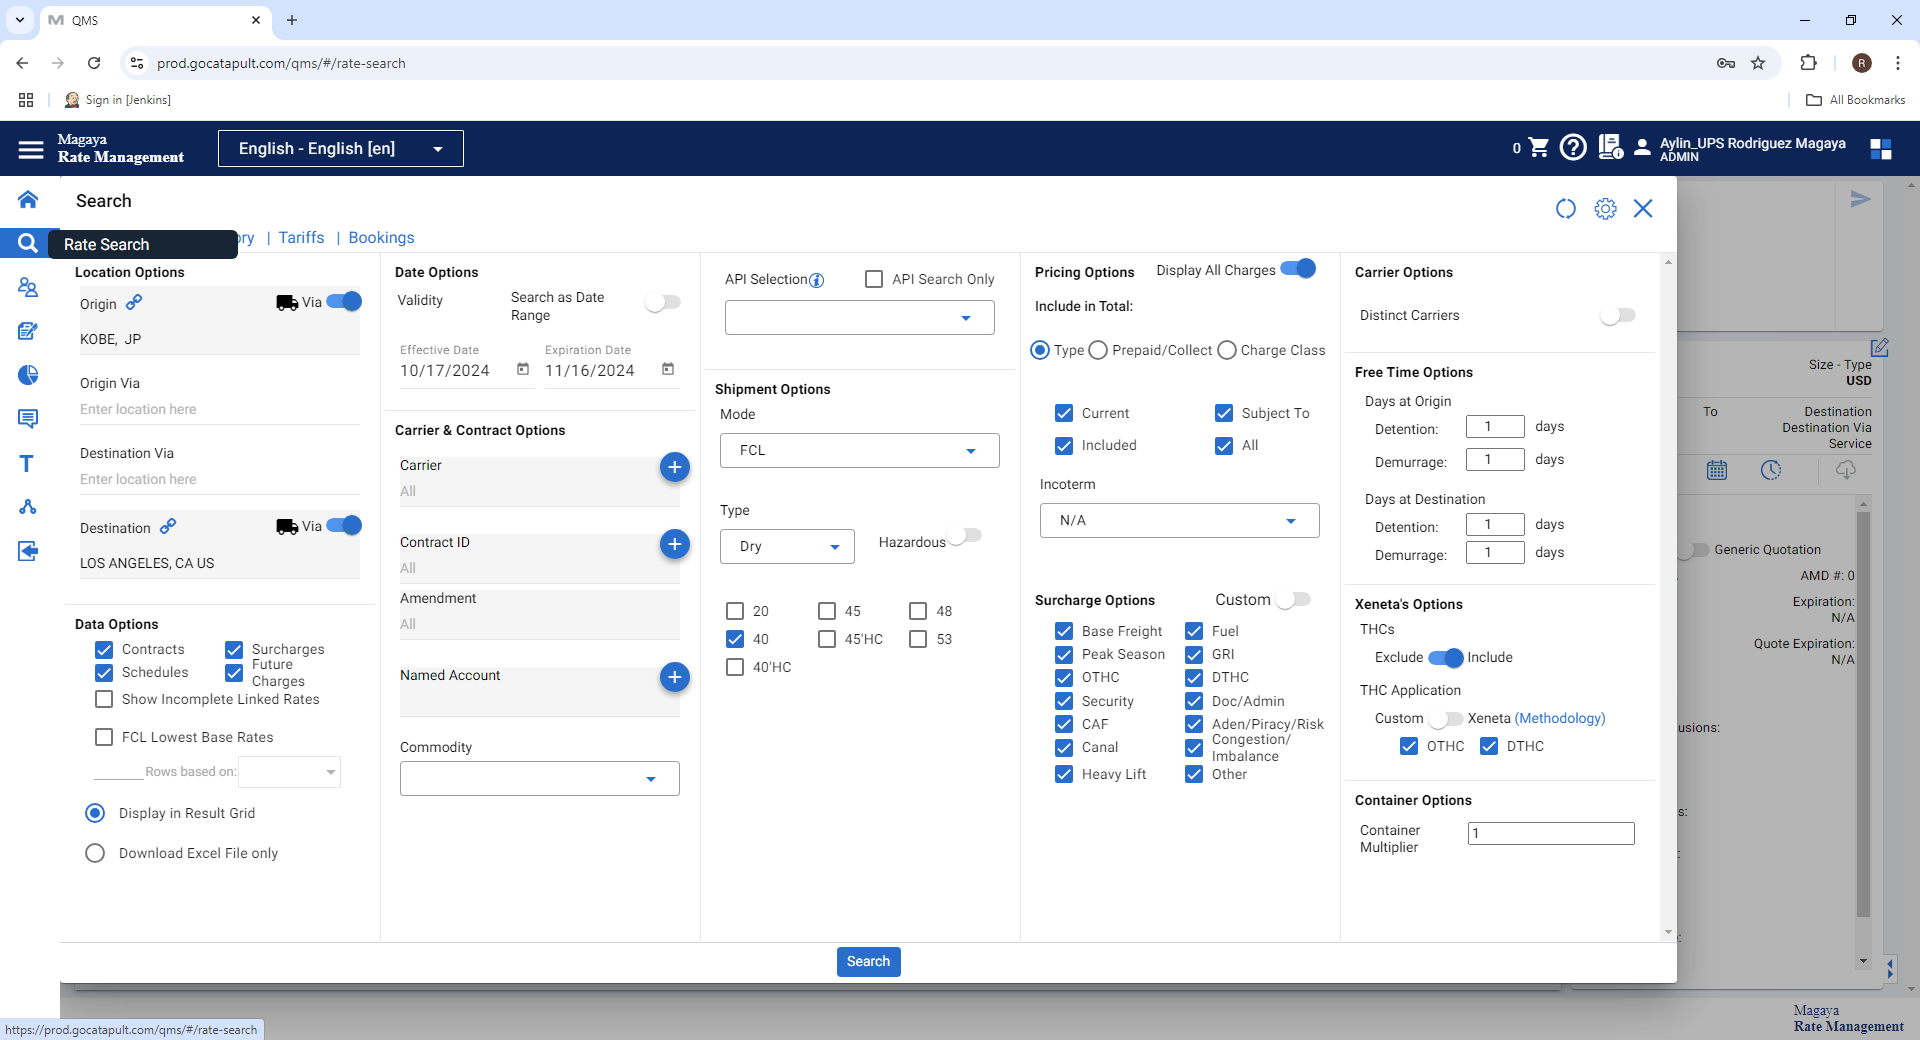 QMS
prod.gocatapult.com/qms/#/rate-search
R
Sign in [Jenkins]
All Bookmarks
Magaya
Rate Management
English - English [en]
0
Aylin_UPS Rodriguez Magaya
ADMIN
Search
Rate Search
ory | Tariffs | Bookings
Location Options
Origin
Via
KOBE, JP
Origin Via
Enter location here
Destination Via
Enter location here
Destination
Via
LOS ANGELES, CA US
Data Options
Contracts
Surcharges
Schedules
Future Charges
Show Incomplete Linked Rates
FCL Lowest Base Rates
Rows based on:
Display in Result Grid
Download Excel File only
Date Options
Validity
Search as Date
Range
Effective Date
10/17/2024
Expiration Date
11/16/2024
Carrier & Contract Options
Carrier
All
Contract ID
All
Amendment
All
Named Account
Commodity
API Selection
API Search Only
Shipment Options
Mode
FCL
Type
Dry
Hazardous
20
45
48
40
45'HC
53
40'HC
Pricing Options
Display All Charges
Include in Total:
Type
Prepaid/Collect
Charge Class
Current
Subject To
Included
All
Incoterm
N/A
Surcharge Options
Custom
Base Freight
Fuel
Peak Season
GRI
OTHC
DTHC
Security
Doc/Admin
CAF
Aden/Piracy/Risk
Canal
Congestion/
Imbalance
Heavy Lift
Other
Carrier Options
Distinct Carriers
Free Time Options
Days at Origin
Detention: 1 days
Demurrage: 1 days
Days at Destination
Detention: 1 days
Demurrage: 1 days
Xeneta's Options
THCs
Exclude
Include
THC Application
Custom
Xeneta (Methodology)
OTHC
DTHC
Container Options
Container
Multiplier
1
Search
Size - Type
USD
To
Destination
Destination Via
Service
Generic Quotation
AMD #: 0
Expiration:
N/A
Quote Expiration:
N/A
usions:
s:
:
:
Magaya
Rate Management
https://prod.gocatapult.com/qms/#/rate-search